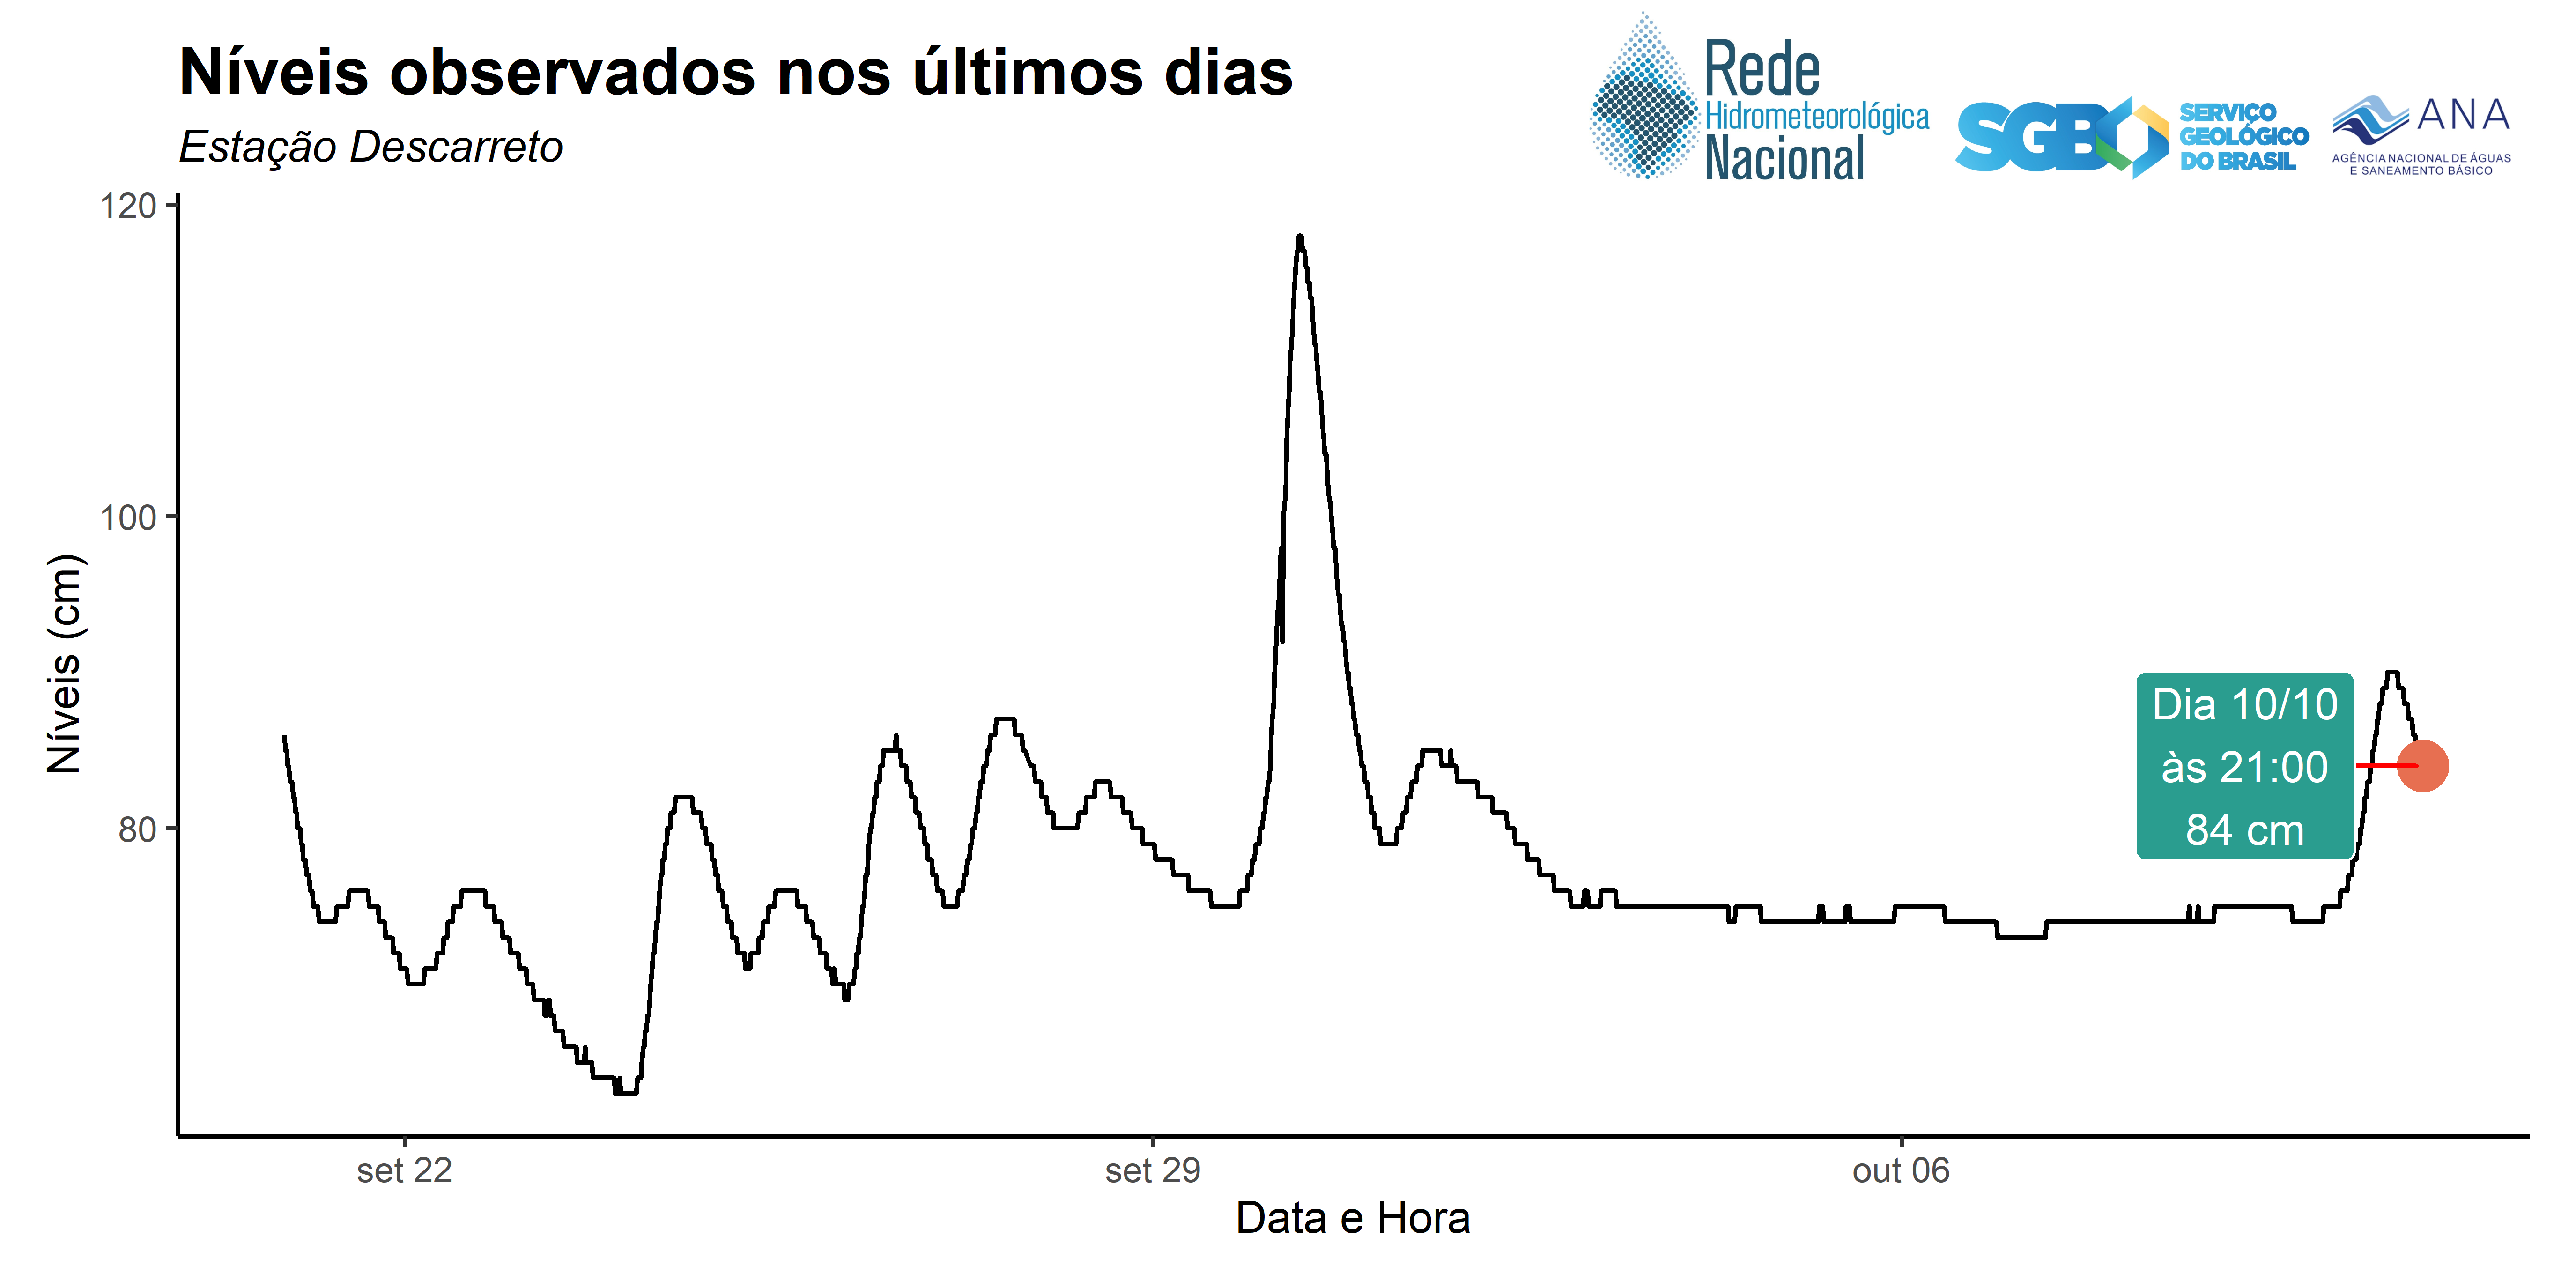 Níveis observados nos últimos dias
Estação Descarreto
Rede
Hidrometeorológica
Nacional
SGB
SERVIÇO
GEOLÓGICO
DO BRASIL
ANA
AGÊNCIA NACIONAL DE ÁGUAS
E SANEAMENTO BÁSICO
120
100
80
Níveis (cm)
Dia 10/10
às 21:00
84 cm
set 22
set 29
out 06
Data e Hora